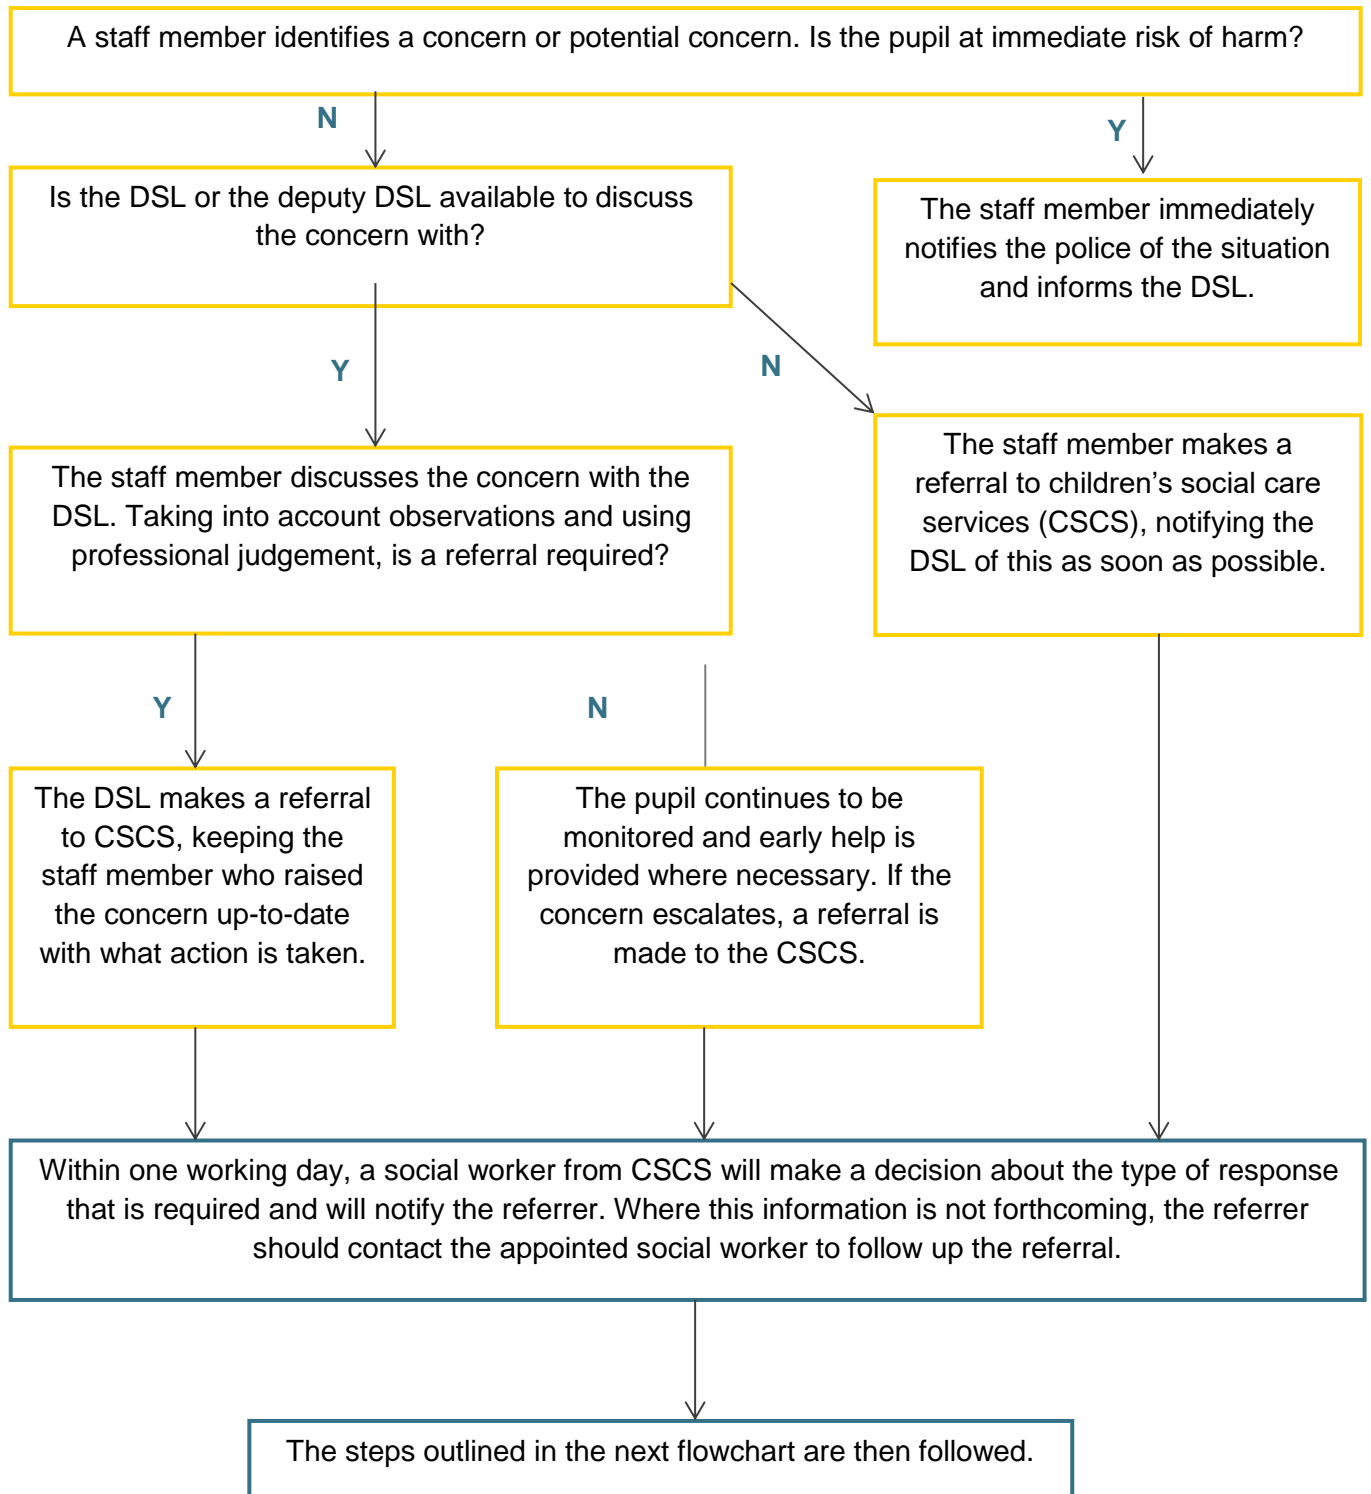 A staff member identifies a concern or potential concern. Is the pupil at immediate risk of harm?
N
Y
Is the DSL or the deputy DSL available to discuss
the concern with?
The staff member immediately
notifies the police of the situation
and informs the DSL.
Y
N
The staff member discusses the concern with the
DSL. Taking into account observations and using
professional judgement, is a referral required?
The staff member makes a
referral to children’s social care
services (CSCS), notifying the
DSL of this as soon as possible.
Y
N
The DSL makes a referral
to CSCS, keeping the
staff member who raised
the concern up-to-date
with what action is taken.
The pupil continues to be
monitored and early help is
provided where necessary. If the
concern escalates, a referral is
made to the CSCS.
Within one working day, a social worker from CSCS will make a decision about the type of response
that is required and will notify the referrer. Where this information is not forthcoming, the referrer
should contact the appointed social worker to follow up the referral.
The steps outlined in the next flowchart are then followed.